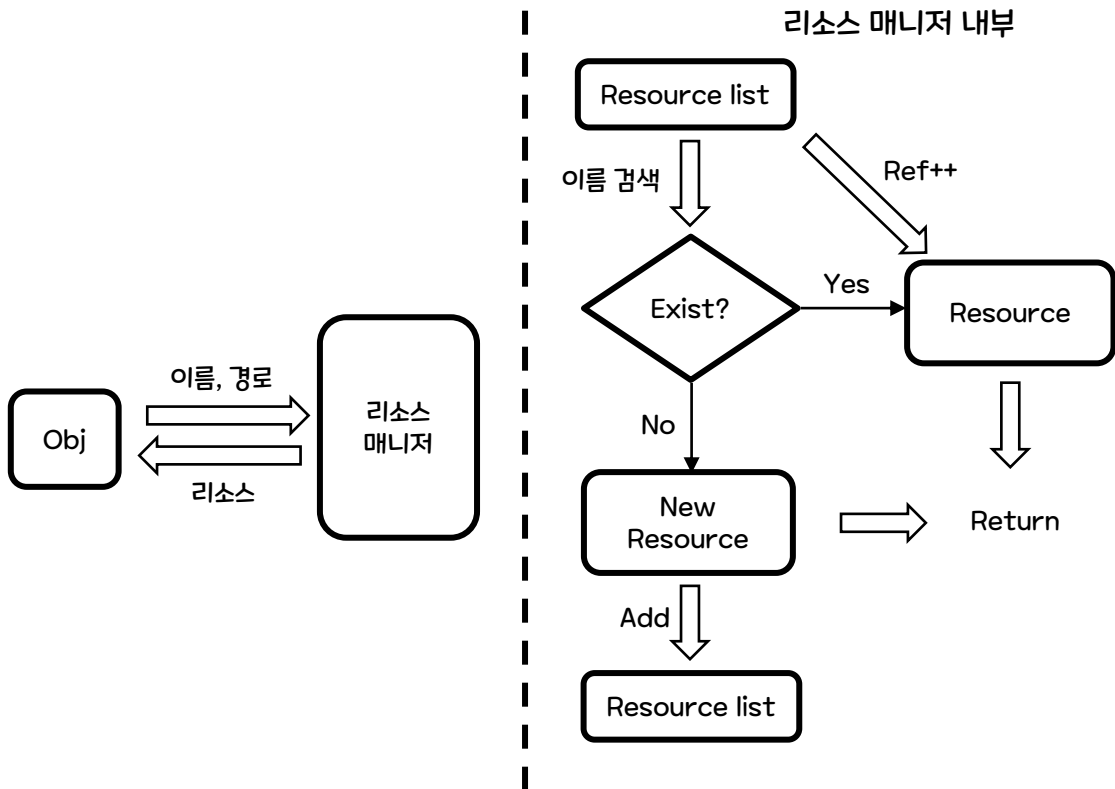 리소스 매니저 내부
Resource list
이름 검색
Ref++
Exist?
Yes
Resource
이름, 경로
Obj
리소스
매니저
리소스
No
New
Resource
Return
Add
Resource list